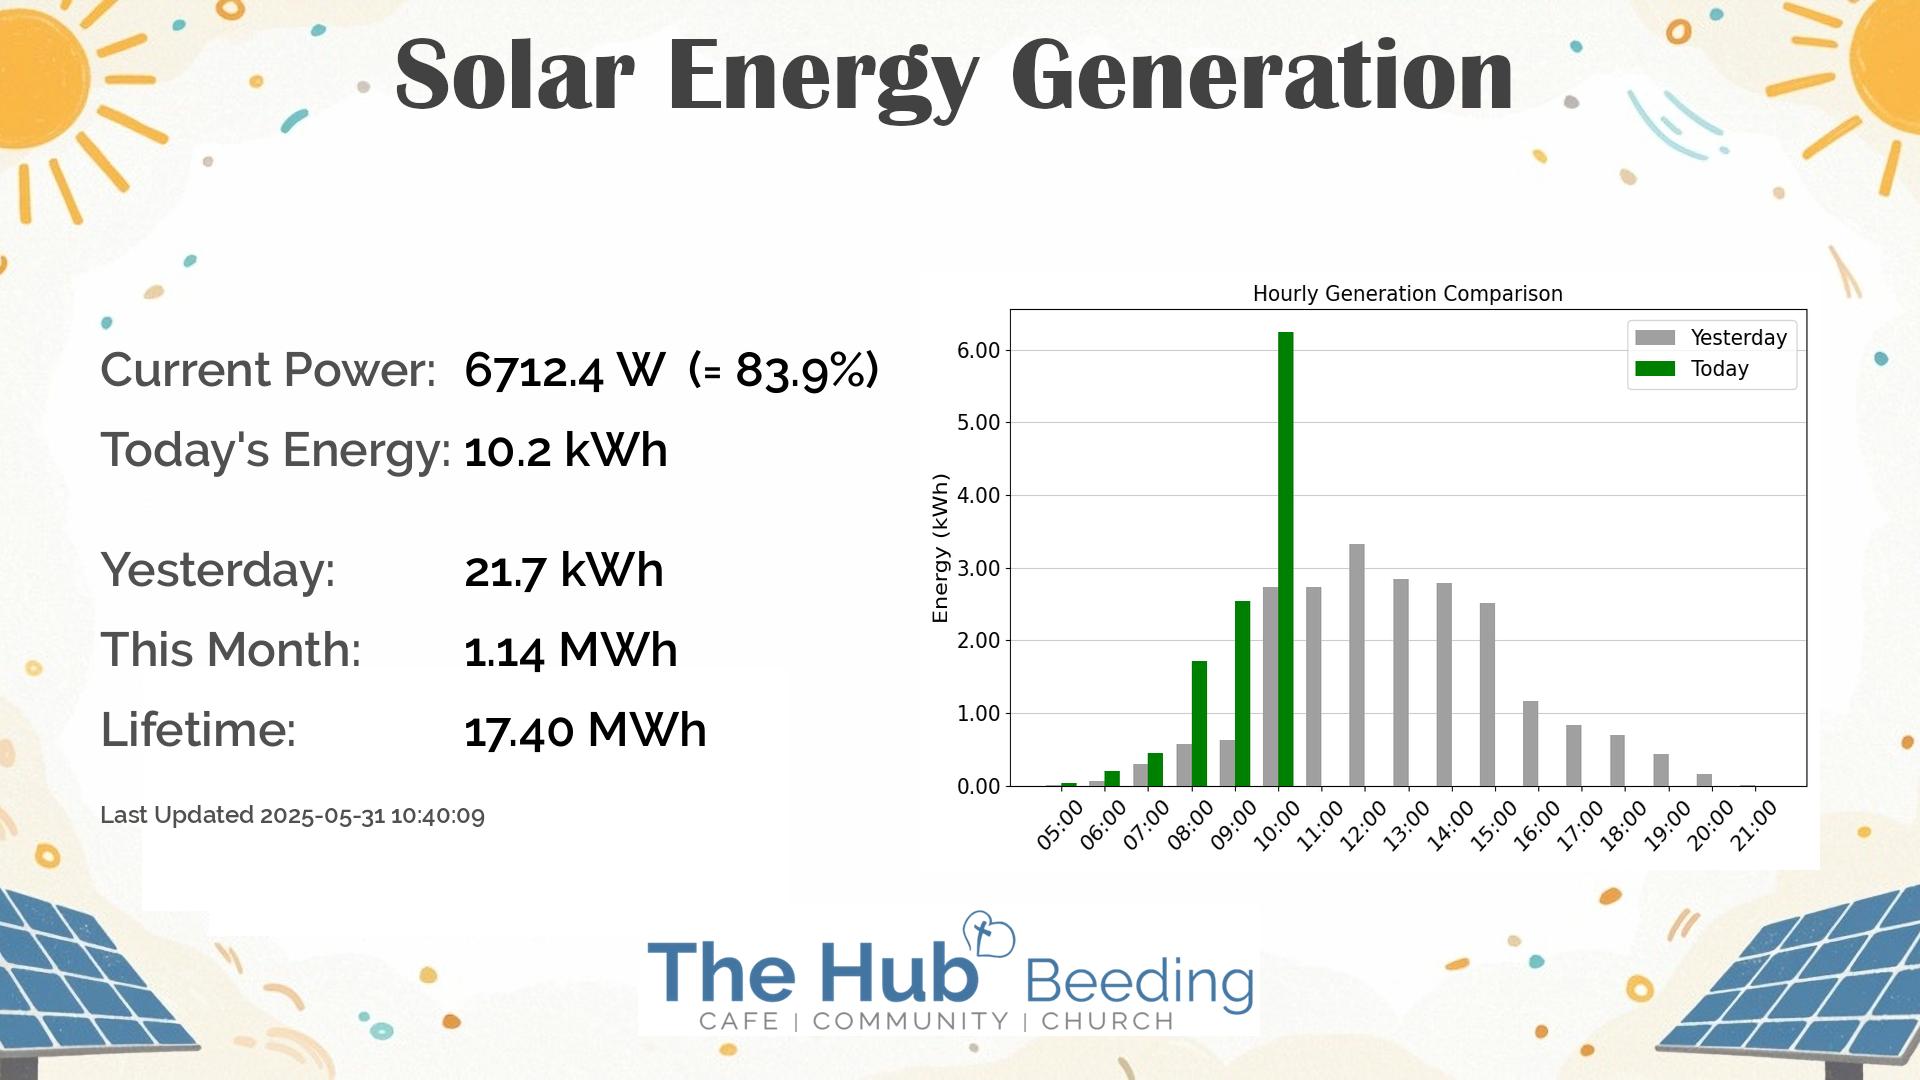 Solar Energy Generation
Current Power: 6712.4 W (= 83.9%)
Today's Energy: 10.2 kWh
Yesterday: 21.7 kWh
This Month: 1.14 MWh
Lifetime: 17.40 MWh
Last Updated 2025-05-31 10:40:09
Hourly Generation Comparison
Yesterday
Today
Energy (kWh)
6.00
5.00
4.00
3.00
2.00
1.00
0.00
05:00 06:00 07:00 08:00 09:00 10:00 11:00 12:00 13:00 14:00 15:00 16:00 17:00 18:00 19:00 20:00 21:00
The Hub Beeding
CAFE | COMMUNITY | CHURCH